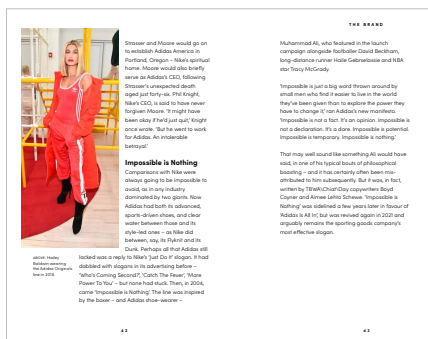 THE BRAND
Strasser and Moore would go on
to establish Adidas America in
Portland, Oregon – Nike's spiritual
home. Moore would also briefly
serve as Adidas's CEO, following
Strasser's unexpected death
aged just forty-six. Phil Knight,
Nike's CEO, is said to have never
forgiven Moore. 'It might have
been okay if he'd just quit,' Knight
once wrote. 'But he went to work
for Adidas. An intolerable
betrayal.'
Impossible is Nothing
Comparisons with Nike were
always going to be impossible to
avoid, as in any industry
dominated by two giants. Now
Adidas had both its advanced,
sports-driven shoes, and clear
water between those and its
style-led ones – as Nike did
between, say, its Flyknit and its
Dunk. Perhaps all that Adidas still
lacked was a reply to Nike's 'Just Do It' slogan. It had
dabbled with slogans in its advertising before –
'Who's Coming Second?', 'Catch The Fever', 'More
Power To You' – but none had stuck. Then, in 2004,
came 'Impossible is Nothing'. The line was inspired
by the boxer – and Adidas shoe-wearer –
ABOVE: Hailey
Baldwin wearing
the Adidas Originals
line in 2018.
42
Muhammad Ali, who featured in the launch
campaign alongside footballer David Beckham,
long-distance runner Haile Gebrselassie and NBA
star Tracy McGrady.
'Impossible is just a big word thrown around by
small men who find it easier to live in the world
they've been given than to explore the power they
have to change it,' ran Adidas's new manifesto.
'Impossible is not a fact. It's an opinion. Impossible is
not a declaration. It's a dare. Impossible is potential.
Impossible is temporary. Impossible is nothing.'
That may well sound like something Ali would have
said, in one of his typical bouts of philosophical
boasting – and it has certainly often been mis-
attributed to him subsequently. But it was, in fact,
written by TBWA\Chiat\Day copywriters Boyd
Coyner and Aimee Lehto Schewe. 'Impossible is
Nothing' was sidelined a few years later in favour of
'Adidas is All In', but was revived again in 2021 and
arguably remains the sporting goods company's
most effective slogan.
43